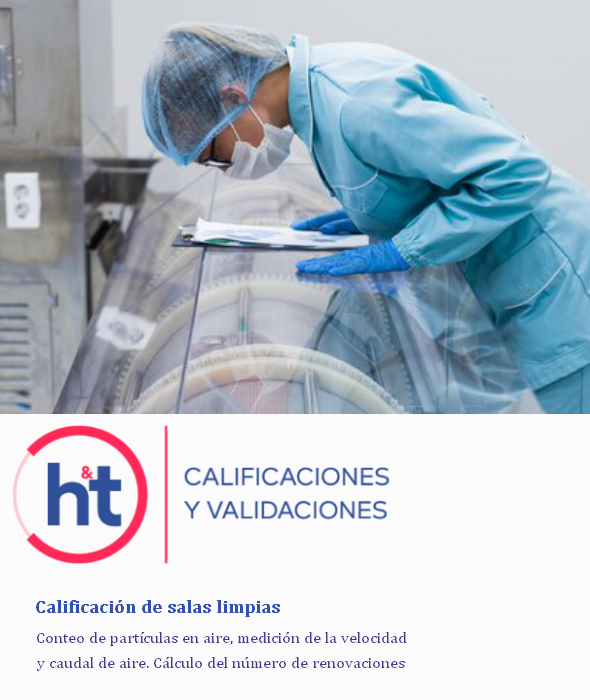 h&t
CALIFICACIONES
Y VALIDACIONES
Calificación de salas limpias
Conteo de partículas en aire, medición de la velocidad
y caudal de aire. Cálculo del número de renovaciones